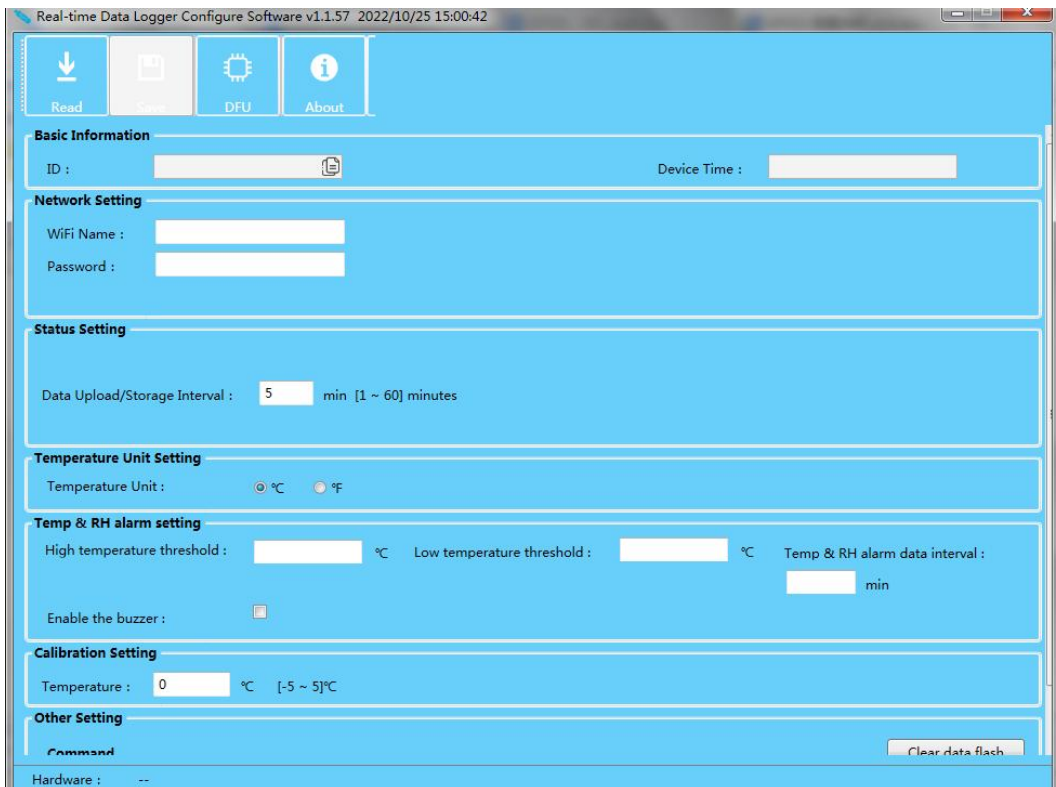 Real-time Data Logger Configure Software v1.1.57 2022/10/25 15:00:42
Read Save DFU About
Basic Information
ID : Device Time :
Network Setting
WiFi Name :
Password :
Status Setting
Data Upload/Storage Interval : 5 min [1 ~ 60] minutes
Temperature Unit Setting
Temperature Unit : ℃ ℉
Temp & RH alarm setting
High temperature threshold : ℃ Low temperature threshold : ℃ Temp & RH alarm data interval :
min
Enable the buzzer :
Calibration Setting
Temperature : 0 ℃ [-5 ~ 5]℃
Other Setting
Command Clear data flash
Hardware : --